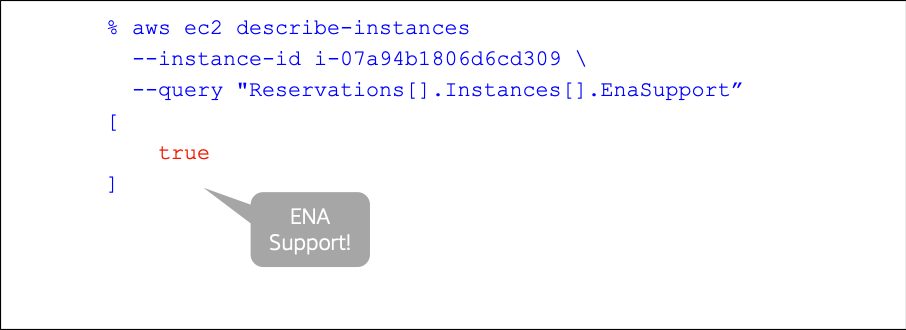 % aws ec2 describe-instances
--instance-id i-07a94b1806d6cd309 \
--query "Reservations[].Instances[].EnaSupport”
[
true
]
ENA
Support!